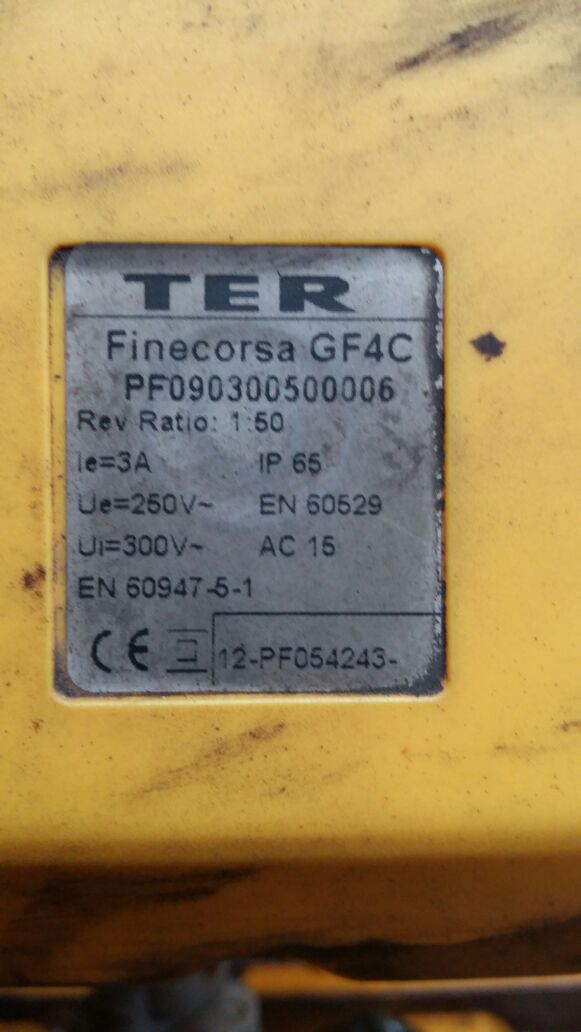 TER
Finecorsa GF4C
PF090300500006
Rev Ratio: 1:50
Ie=3A IP 65
Ue=250V~ EN 60529
Ui=300V~ AC 15
EN 60947-5-1
CE 12-PF054243-